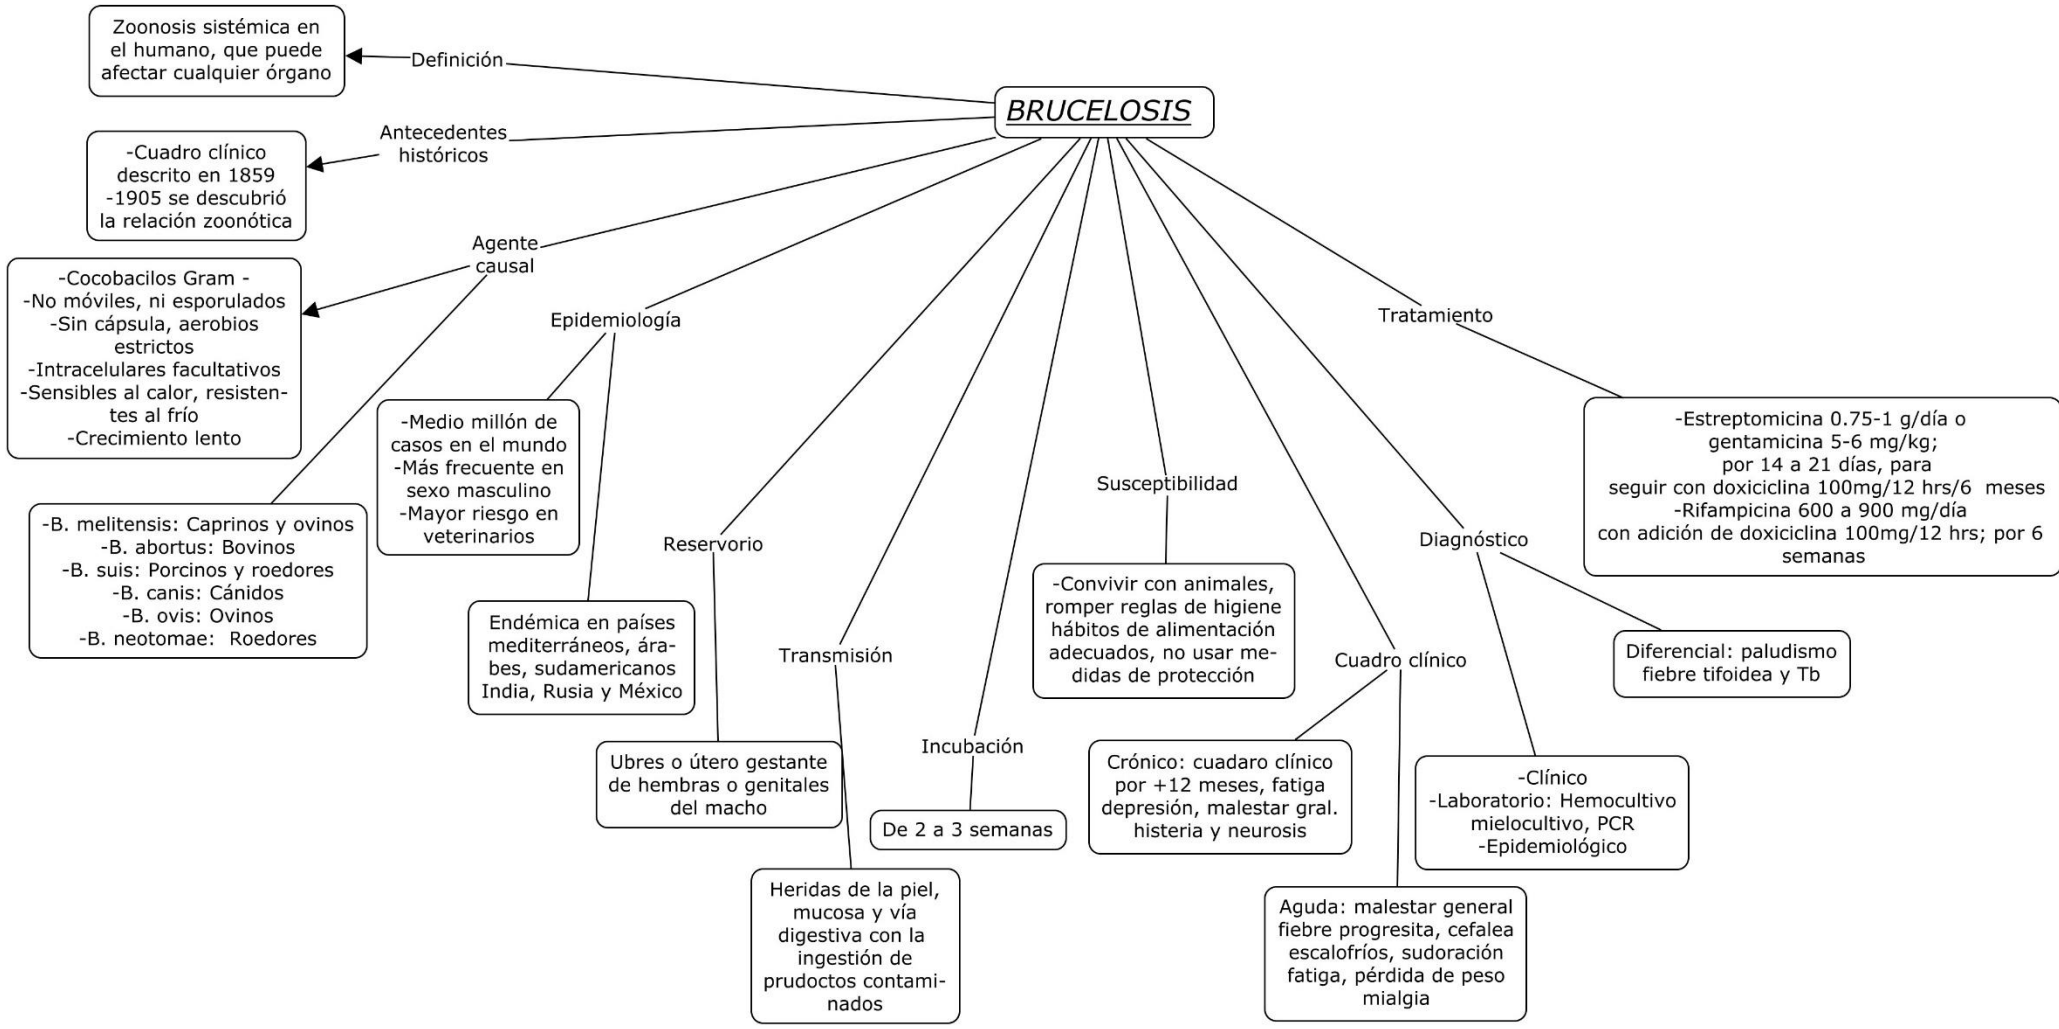 BRUCELOSIS
Definición
Zoonosis sistémica en
el humano, que puede
afectar cualquier órgano
Antecedentes
históricos
-Cuadro clínico
descrito en 1859
-1905 se descubrió
la relación zoonótica
Agente
causal
-Cocobacilos Gram -
-No móviles, ni esporulados
-Sin cápsula, aerobios
estrictos
-Intracelulares facultativos
-Sensibles al calor, resisten-
tes al frío
-Crecimiento lento
-B. melitensis: Caprinos y ovinos
-B. abortus: Bovinos
-B. suis: Porcinos y roedores
-B. canis: Cánidos
-B. ovis: Ovinos
-B. neotomae:  Roedores
Epidemiología
-Medio millón de
casos en el mundo
-Más frecuente en
sexo masculino
-Mayor riesgo en
veterinarios
Endémica en países
mediterráneos, ára-
bes, sudamericanos
India, Rusia y México
Reservorio
Ubres o útero gestante
de hembras o genitales
del macho
Transmisión
Heridas de la piel,
mucosa y vía
digestiva con la
ingestión de
prudoctos contami-
nados
Incubación
De 2 a 3 semanas
Susceptibilidad
-Convivir con animales,
romper reglas de higiene
hábitos de alimentación
adecuados, no usar me-
didas de protección
Cuadro clínico
Crónico: cuadaro clínico
por +12 meses, fatiga
depresión, malestar gral.
histeria y neurosis
Aguda: malestar general
fiebre progresita, cefalea
escalofríos, sudoración
fatiga, pérdida de peso
mialgia
Diagnóstico
-Clínico
-Laboratorio: Hemocultivo
mielocultivo, PCR
-Epidemiológico
Diferencial: paludismo
fiebre tifoidea y Tb
Tratamiento
-Estreptomicina 0.75-1 g/día o
gentamicina 5-6 mg/kg;
por 14 a 21 días, para
seguir con doxiciclina 100mg/12 hrs/6  meses
-Rifampicina 600 a 900 mg/día
con adición de doxiciclina 100mg/12 hrs; por 6
semanas